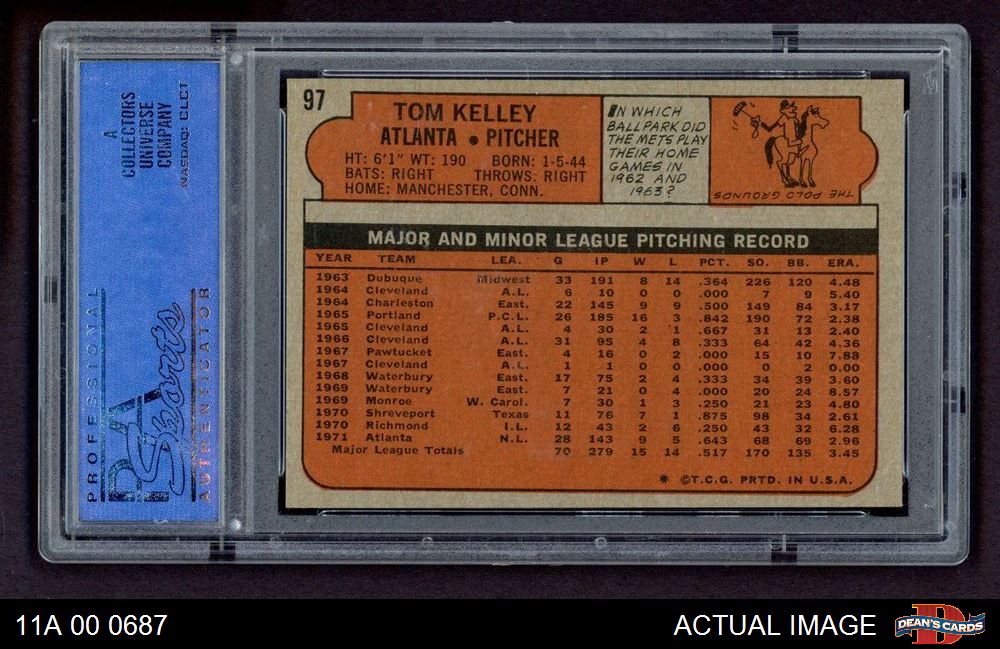 A
COLLECTORS
UNIVERSE
COMPANY
NASDAQ: CLCT
PROFESSIONAL
PSA
Sports
AUTHENTICATOR
97
TOM KELLEY
ATLANTA • PITCHER
HT: 6'1" WT: 190 BORN: 1-5-44
BATS: RIGHT THROWS: RIGHT
HOME: MANCHESTER, CONN.
IN WHICH
BALLPARK DID
THE METS PLAY
THEIR HOME
GAMES IN
1962 AND
1963?
THE POLO GROUNDS
MAJOR AND MINOR LEAGUE PITCHING RECORD
YEAR TEAM LEA. G IP W L PCT. SO. BB. ERA.
1963 Dubuque Midwest 33 191 8 14 .364 226 120 4.48
1964 Cleveland A.L. 6 10 0 0 .000 7 9 5.40
1964 Charleston East. 22 145 9 9 .500 149 84 3.17
1965 Portland P.C.L. 26 185 16 3 .842 190 72 2.38
1965 Cleveland A.L. 4 30 2 1 .667 31 13 2.40
1966 Cleveland A.L. 31 95 4 8 .333 64 42 4.36
1967 Pawtucket East. 4 16 0 2 .000 15 10 7.88
1967 Cleveland A.L. 1 1 0 0 .000 0 2 0.00
1968 Waterbury East. 17 75 2 4 .333 34 39 3.60
1969 Waterbury East. 7 21 0 4 .000 20 24 8.57
1969 Monroe W. Carol. 7 30 1 3 .250 21 23 4.80
1970 Shreveport Texas 11 76 7 1 .875 98 34 2.61
1970 Richmond I.L. 12 43 2 6 .250 43 32 6.28
1971 Atlanta N.L. 28 143 9 5 .643 68 69 2.96
Major League Totals 70 279 15 14 .517 170 135 3.45
* ©T.C.G. PRTD. IN U.S.A.
11A 00 0687
ACTUAL IMAGE
D
DEAN'S CARDS